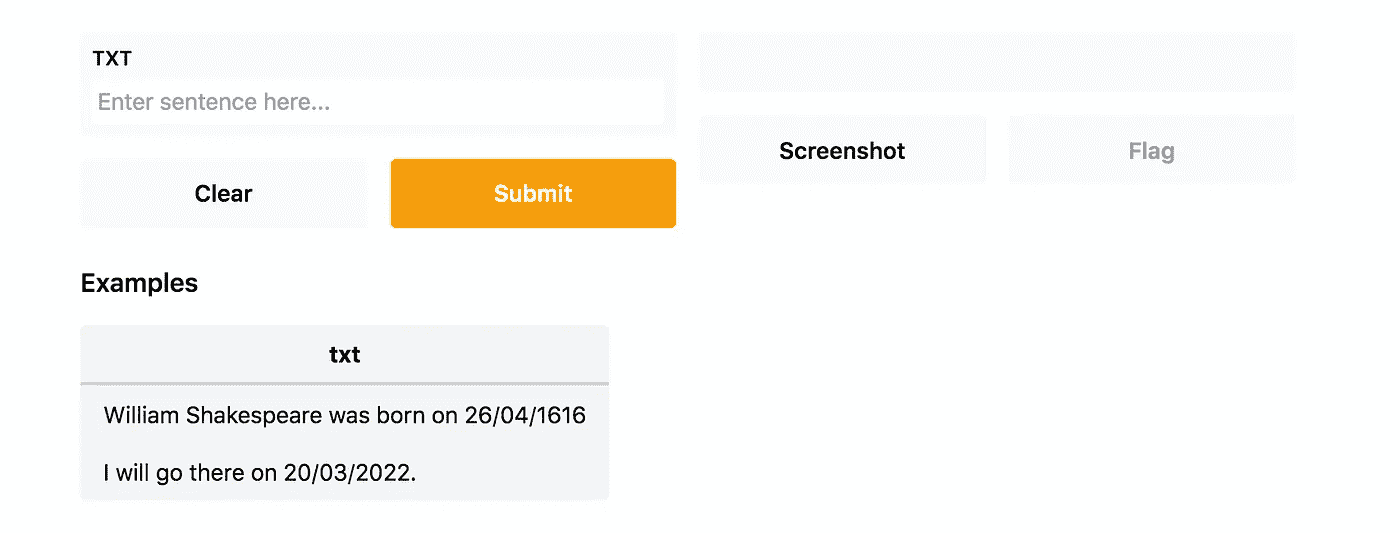 TXT
Enter sentence here...
Clear
Submit
Screenshot
Flag
Examples
txt
William Shakespeare was born on 26/04/1616
I will go there on 20/03/2022.